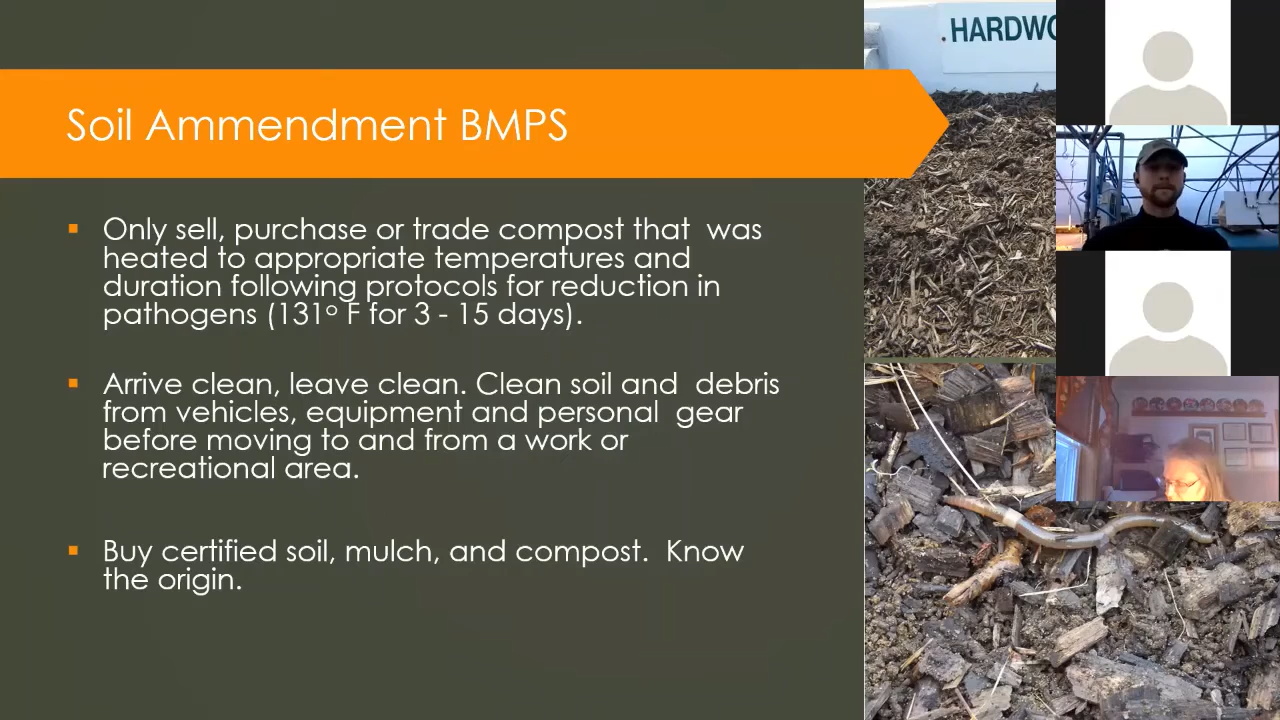 . HARDWO
Soil Ammendment BMPS
▪ Only sell, purchase or trade compost that was
heated to appropriate temperatures and
duration following protocols for reduction in
pathogens (131o F for 3 - 15 days).
▪ Arrive clean, leave clean. Clean soil and debris
from vehicles, equipment and personal gear
before moving to and from a work or
recreational area.
▪ Buy certified soil, mulch, and compost. Know
the origin.